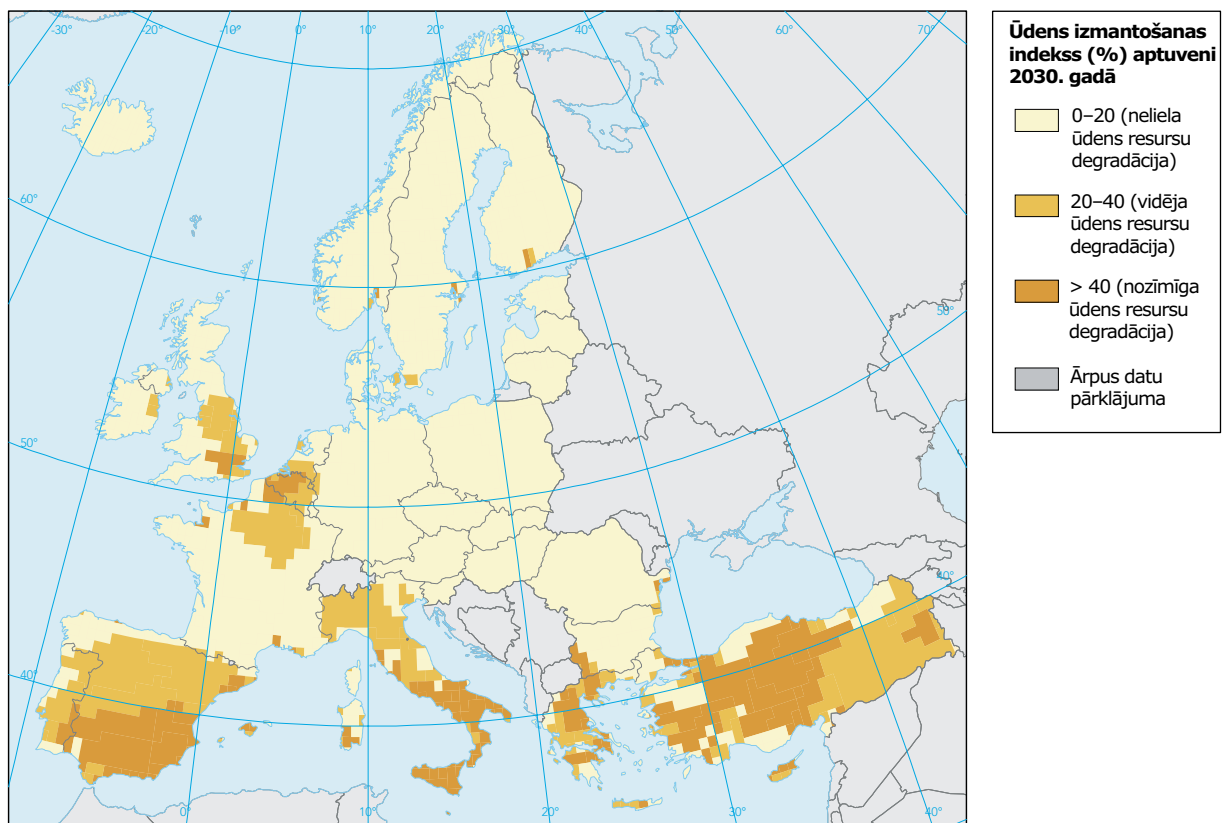 -30°
-20°
-10°
0°
10°
20°
30°
40°
50°
60°
70°
60°
50°
50°
40°
40°
0°
10°
20°
30°
40°
Ūdens izmantošanas
indekss (%) aptuveni
2030. gadā
0–20 (neliela
ūdens resursu
degradācija)
20–40 (vidēja
ūdens resursu
degradācija)
> 40 (nozīmīga
ūdens resursu
degradācija)
Ārpus datu
pārklājuma